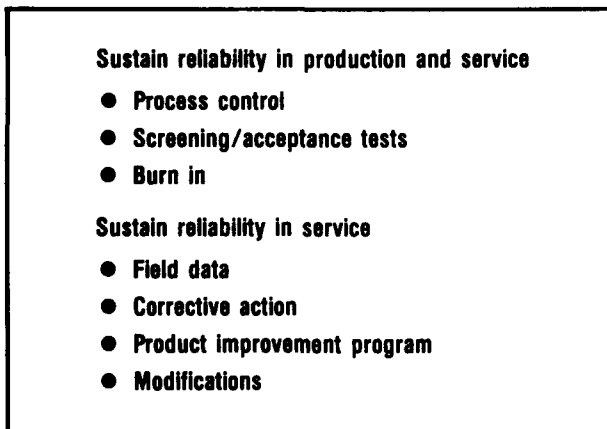 Sustain reliability in production and service
● Process control
● Screening/acceptance tests
● Burn in
Sustain reliability in service
● Field data
● Corrective action
● Product improvement program
● Modifications